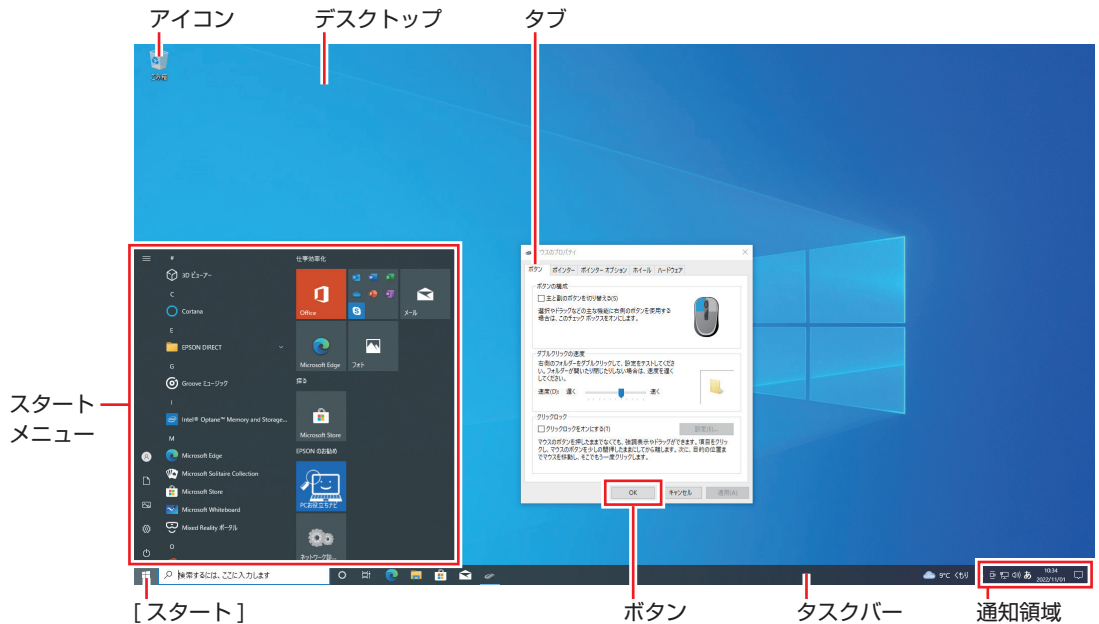 アイコン
デスクトップ
タブ
ごみ箱
スタート
メニュー
#
3D ビューアー
C
Cortana
E
EPSON DIRECT
G
Groove ミュージック
I
Intel® Optane™ Memory and Storage...
M
Microsoft Edge
Microsoft Solitaire Collection
Microsoft Store
Microsoft Whiteboard
Mixed Reality ポータル
O
仕事効率化
Office
メール
Microsoft Edge
フォト
探る
Microsoft Store
EPSON のお勧め
PCお役立ちナビ
ネットワーク診...
マウスのプロパティ
ボタン ポインター ポインター オプション ホイール ハードウェア
ボタンの構成
主と副のボタンを切り替える(S)
選択やドラッグなどの主な機能に右側のボタンを使用する
場合は、このチェック ボックスをオンにします。
ダブルクリックの速度
右側のフォルダーをダブルクリックして、設定をテストしてくださ
い。フォルダーが開いたり閉じたりしない場合は、速度を遅く
してください。
速度(D): 遅く 速く
クリックロック
クリックロックをオンにする(T)
設定(E)...
マウスのボタンを押したままでなくても、強調表示やドラッグができます。項目をクリッ
クし、マウスのボタンを少しの間押したままにしてから離します。次に、目的の位置ま
でマウスを移動し、そこでもう一度クリックします。
OK キャンセル 適用(A)
検索するには、ここに入力します
9°C くもり
あ
10:34
2022/11/01
[ スタート ]
ボタン
タスクバー
通知領域